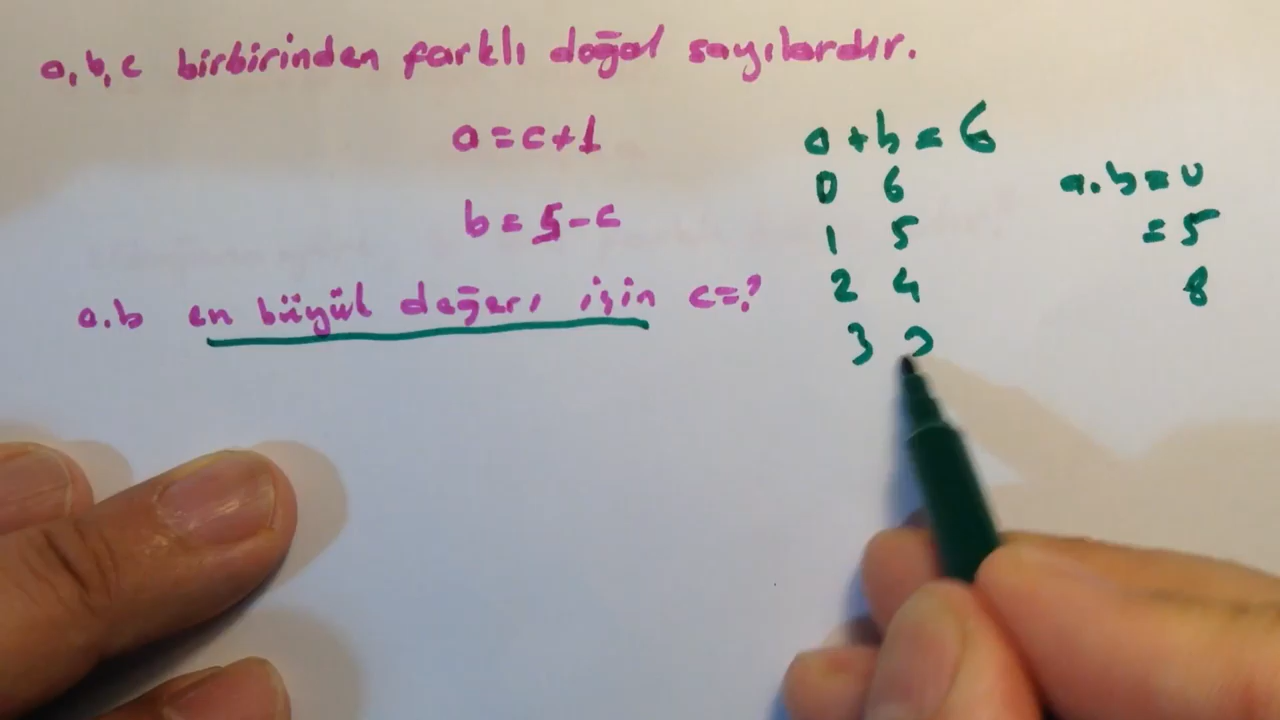 a,b,c birbirinden farklı doğal sayılardır.
a=c+1
b=5-c
a.b en büyük değeri için c=?
a+b=6
0 6
1 5
2 4
3
a.b=0
=5
8